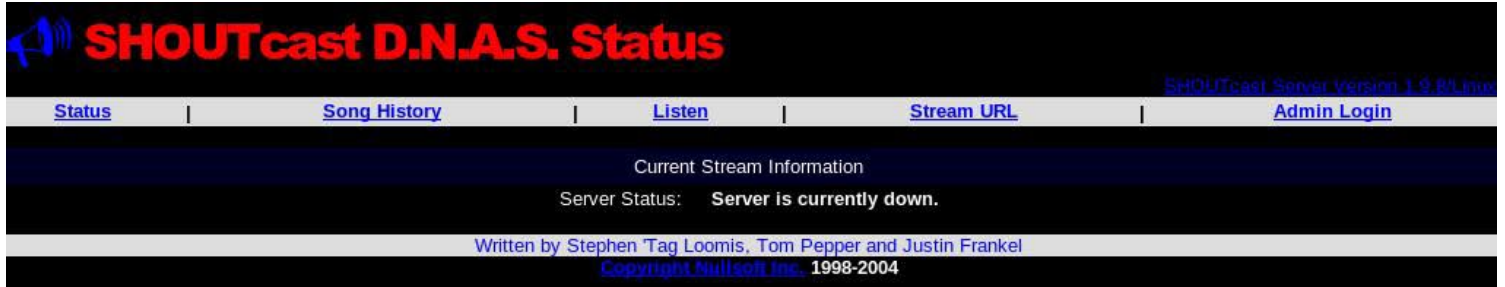 SHOUTcast D.N.A.S. Status
SHOUTcast Server Version 1.9.8/Linux
Status | Song History | Listen | Stream URL | Admin Login
Current Stream Information
Server Status: Server is currently down.
Written by Stephen 'Tag Loomis, Tom Pepper and Justin Frankel
Copyright Nullsoft Inc. 1998-2004